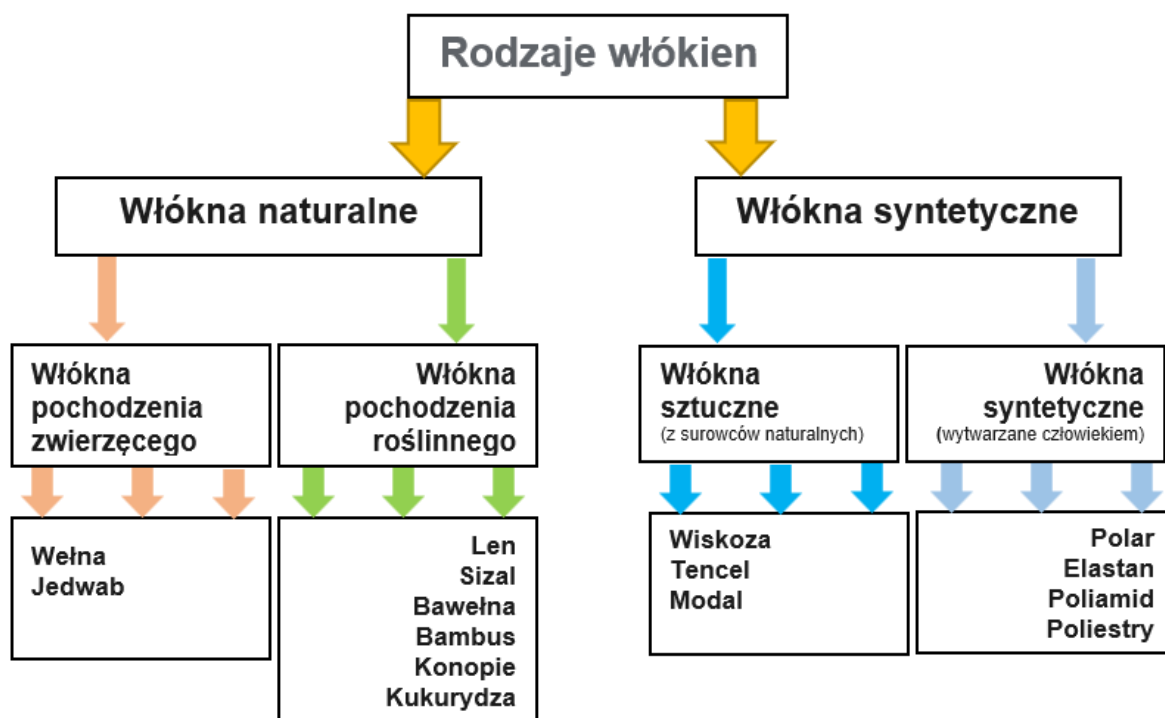 Rodzaje włókien
Włókna naturalne
Włókna syntetyczne
Włókna
pochodzenia
zwierzęcego
Włókna
pochodzenia
roślinnego
Włókna
sztuczne
(z surowców naturalnych)
Włókna
syntetyczne
(wytwarzane człowiekiem)
Wełna
Jedwab
Len
Sizal
Bawełna
Bambus
Konopie
Kukurydza
Wiskoza
Tencel
Modal
Polar
Elastan
Poliamid
Poliestry